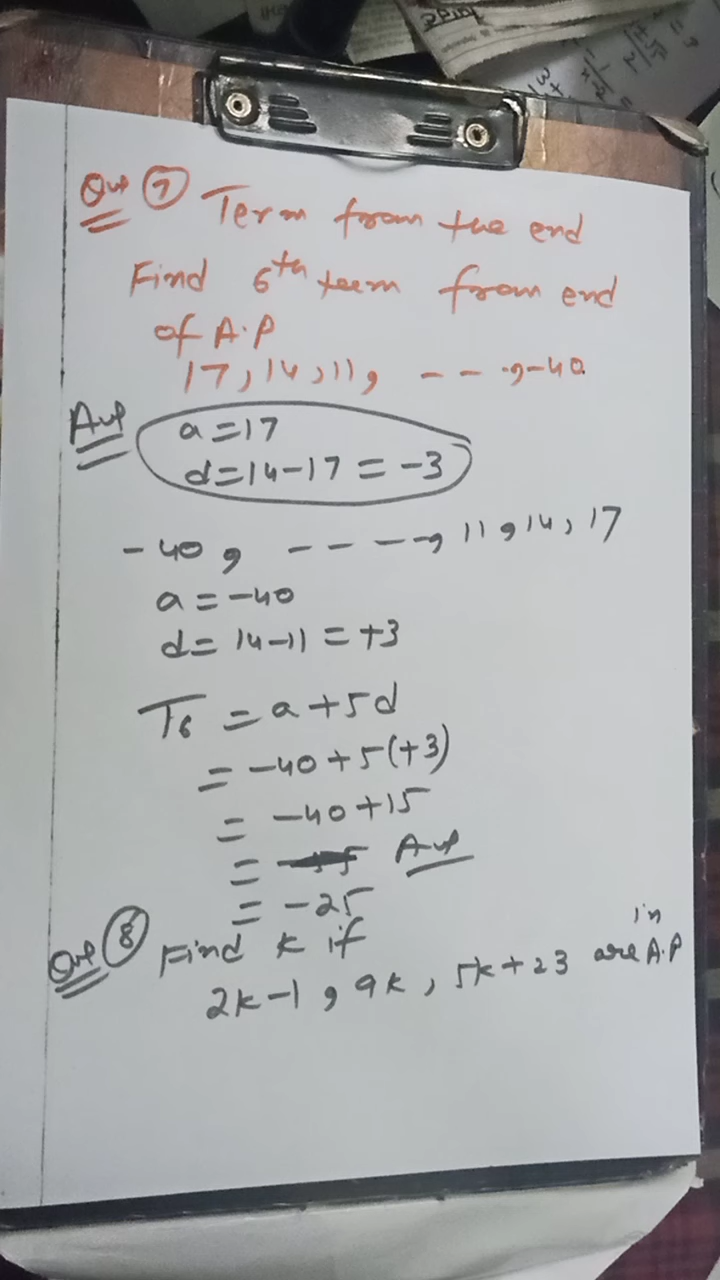 Que 7 Term from the end
Find 6th term from end
of A.P
17, 14, 11, - - - , -40
Ans a = 17
d = 14-17 = -3
-40, - - - -, 11, 14, 17
a = -40
d = 14-11 = +3
T6 = a + 5d
= -40 + 5(+3)
= -40 + 15
= Ans
= -25
Que 8 Find k if
2k-1, 9k, 5k+23 are in A.P